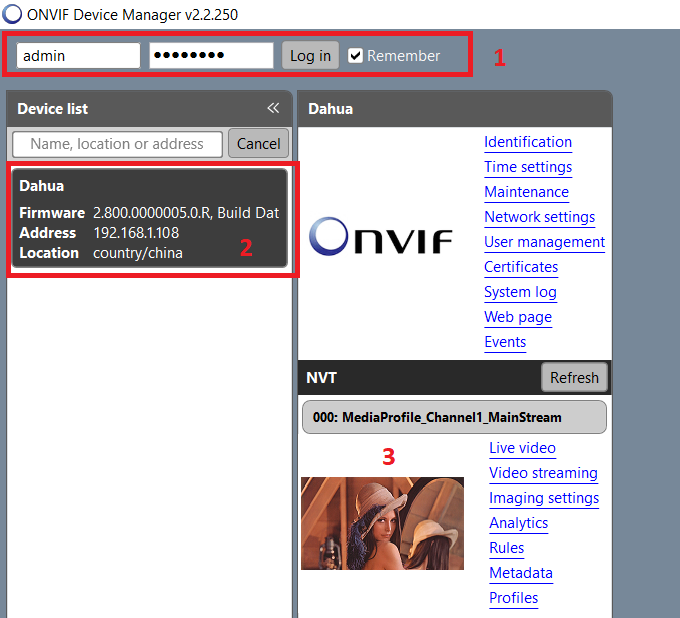 ONVIF Device Manager v2.2.250
admin
••••••••
Log in
Remember
1
Device list
Name, location or address
Cancel
Dahua
Firmware 2.800.0000005.0.R, Build Dat
Address 192.168.1.108
Location country/china
2
Dahua
ONVIF
Identification
Time settings
Maintenance
Network settings
User management
Certificates
System log
Web page
Events
NVT
Refresh
000: MediaProfile_Channel1_MainStream
3
Live video
Video streaming
Imaging settings
Analytics
Rules
Metadata
Profiles